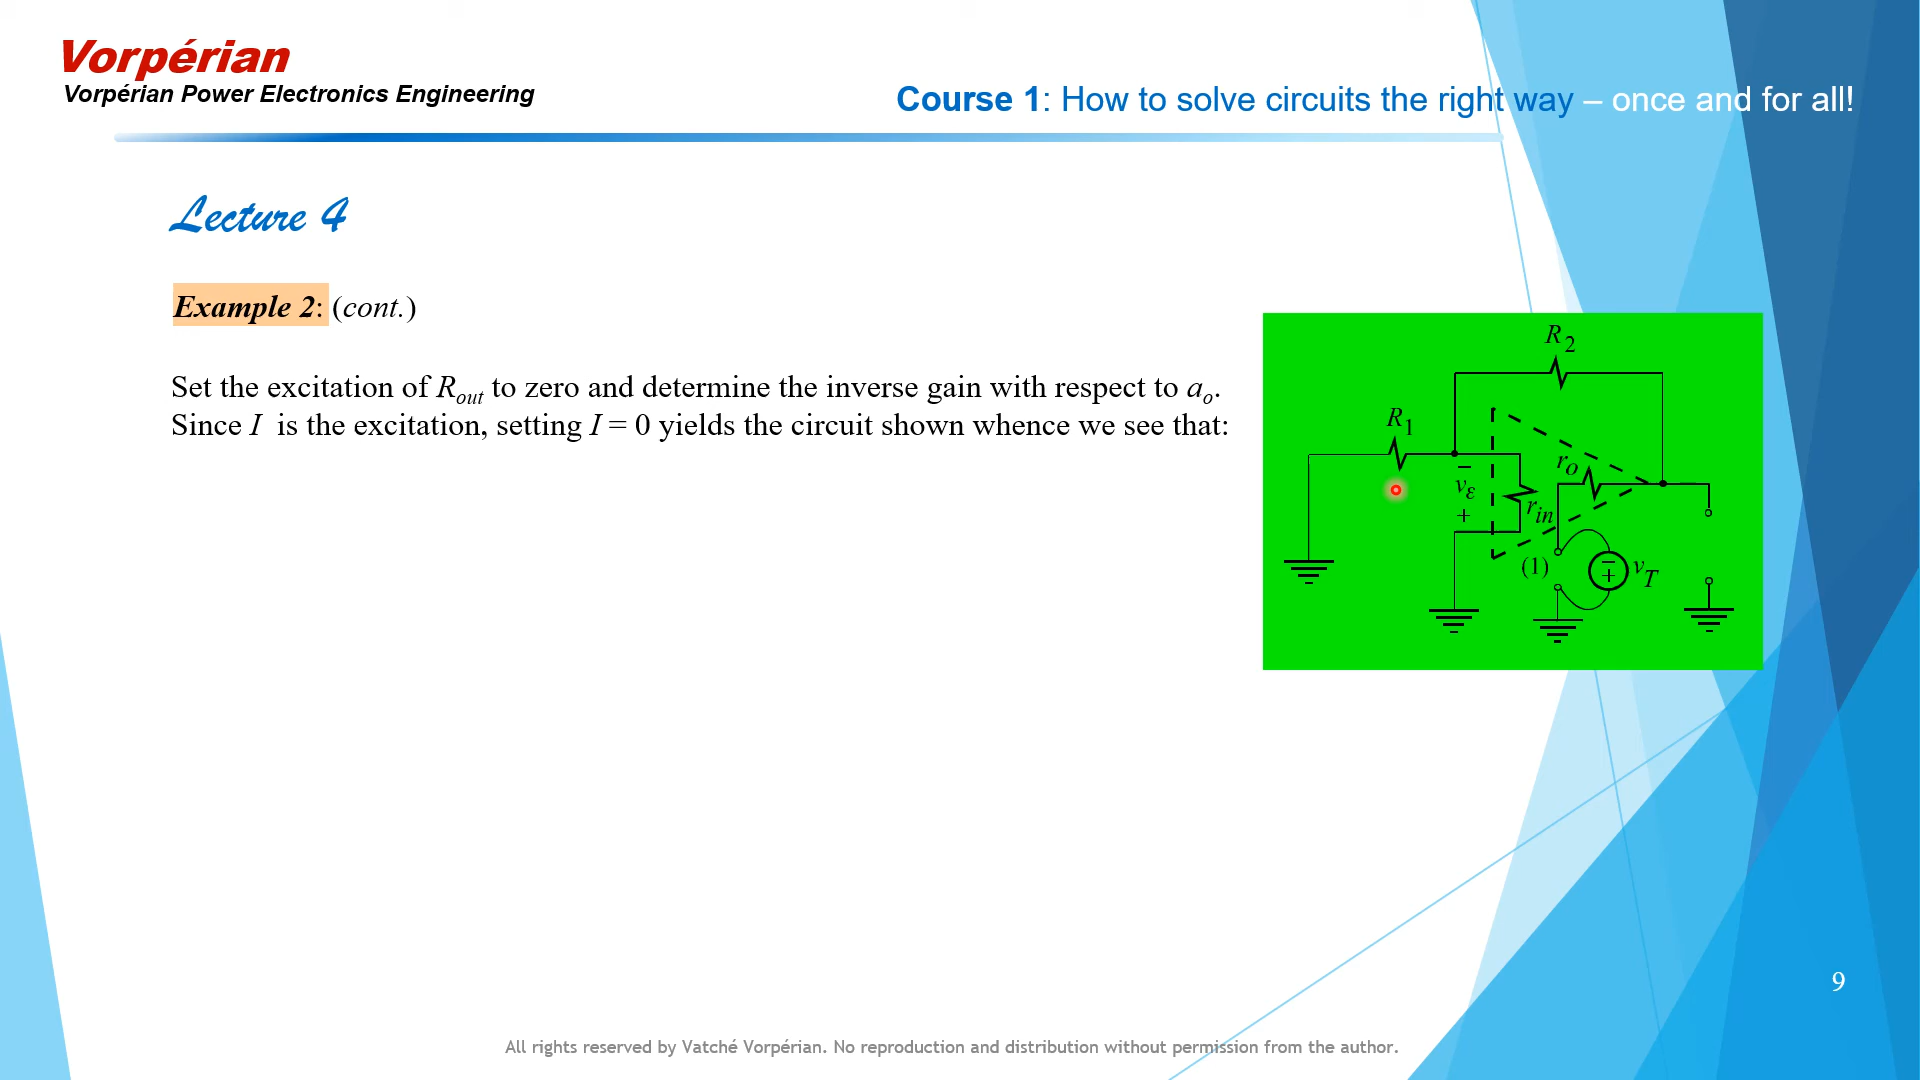 Vorpérian
Vorpérian Power Electronics Engineering
Course 1: How to solve circuits the right way – once and for all!
Lecture 4
Example 2: (cont.)
Set the excitation of Rout to zero and determine the inverse gain with respect to ao.
Since I is the excitation, setting I = 0 yields the circuit shown whence we see that:
R2
R1
ro
− vε +
rin
(1)
− +
vT
9
All rights reserved by Vatché Vorpérian. No reproduction and distribution without permission from the author.